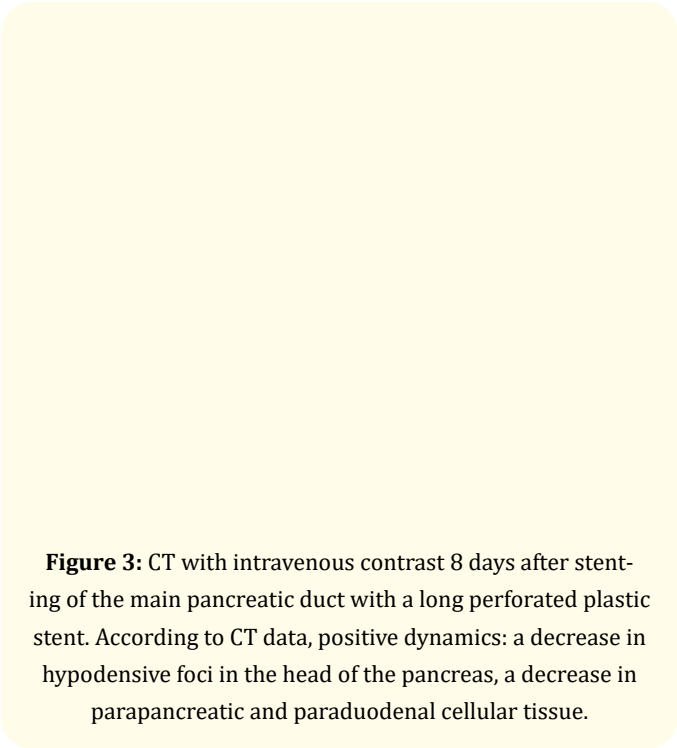 Figure 3: CT with intravenous contrast 8 days after stent-
ing of the main pancreatic duct with a long perforated plastic
stent. According to CT data, positive dynamics: a decrease in
hypodensive foci in the head of the pancreas, a decrease in
parapancreatic and paraduodenal cellular tissue.